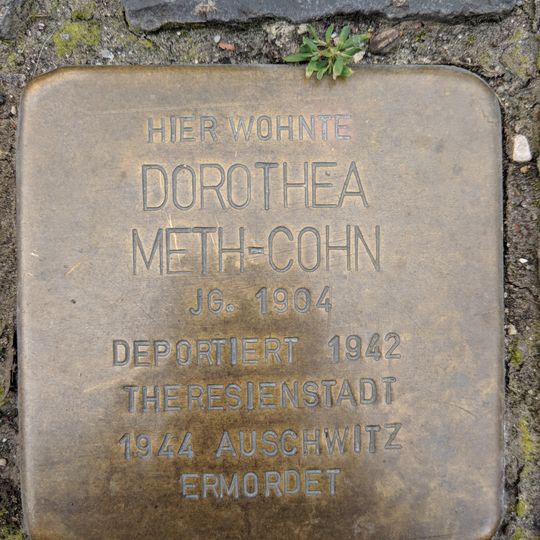 HIER WOHNTE
DOROTHEA
METH-COHN
JG. 1904
DEPORTIERT 1942
THERESIENSTADT
1944 AUSCHWITZ
ERMORDET